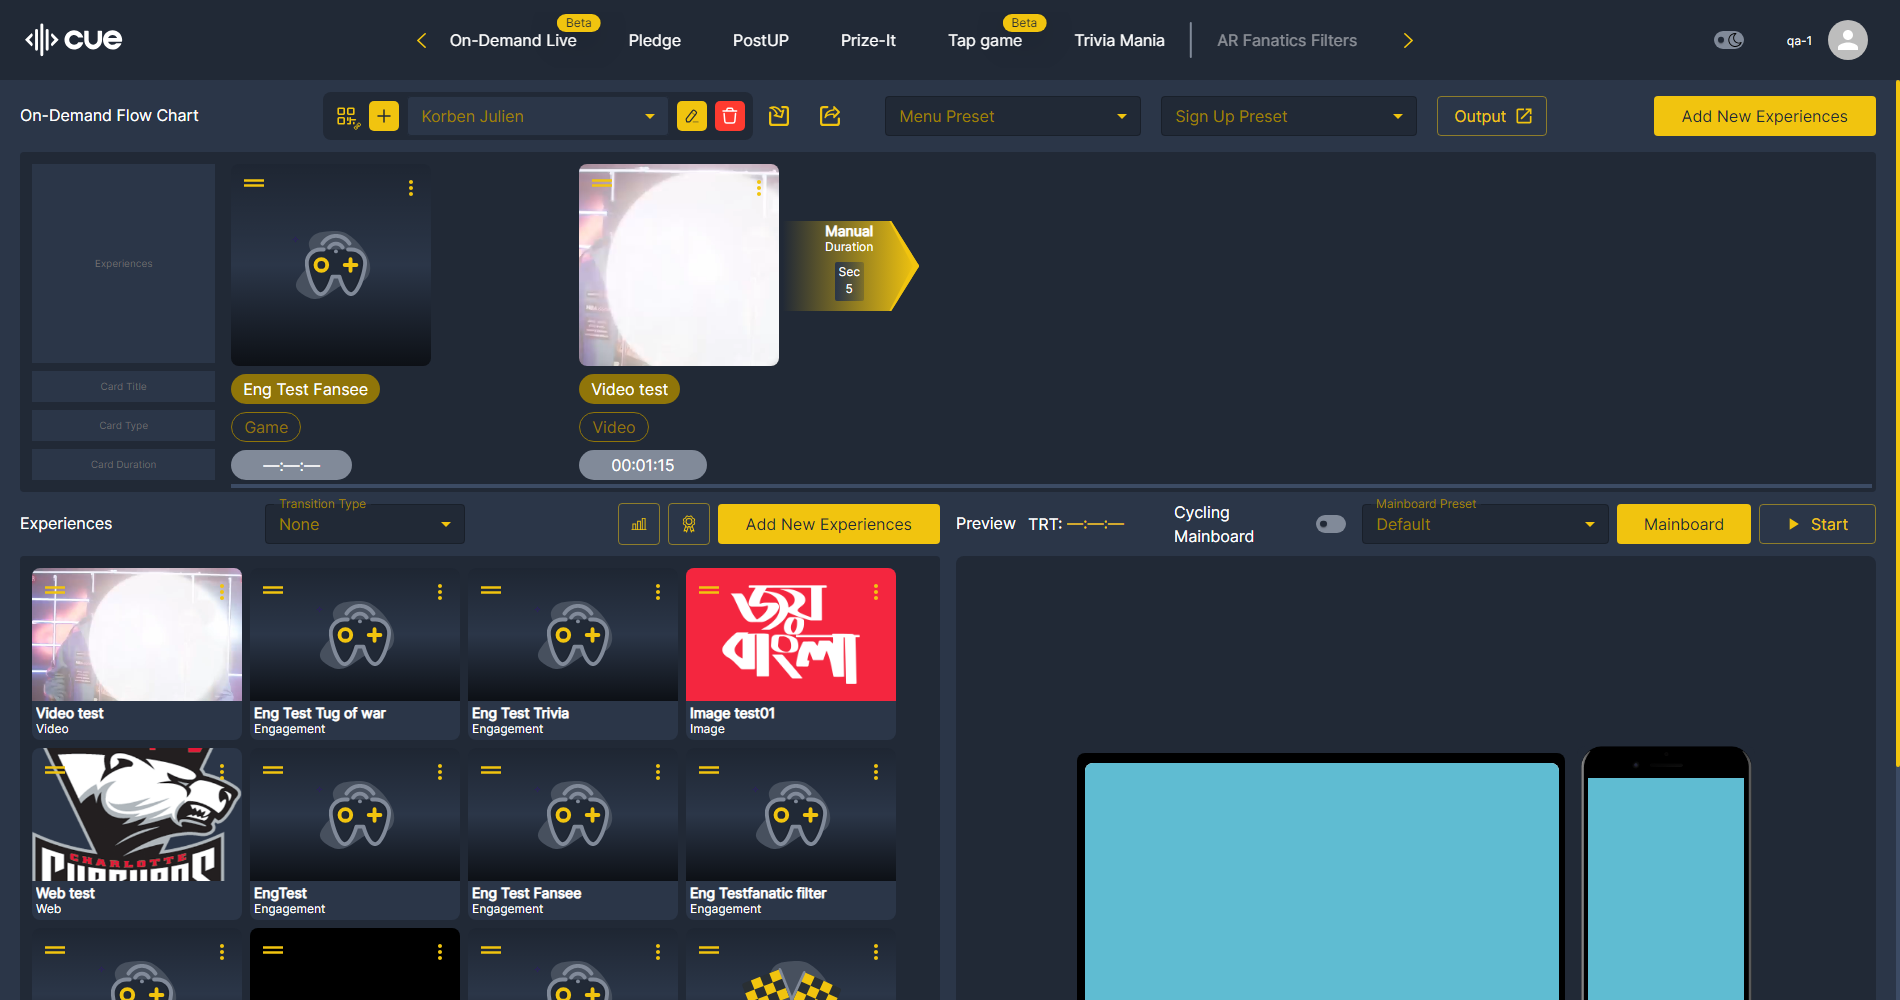 cue
On-Demand Live
Beta
Pledge
PostUP
Prize-It
Tap game
Beta
Trivia Mania
AR Fanatics Filters
qa-1
On-Demand Flow Chart
Korben Julien
Menu Preset
Sign Up Preset
Output
Add New Experiences
Experiences
Card Title
Card Type
Card Duration
Eng Test Fansee
Game
—:—:—
Manual
Duration
Sec
5
Video test
Video
00:01:15
Experiences
Transition Type
None
Add New Experiences
Preview
TRT: —:—:—
Cycling
Mainboard
Mainboard Preset
Default
Mainboard
Start
Video test
Video
Eng Test Tug of war
Engagement
Eng Test Trivia
Engagement
জয়
বাংলা
Image test01
Image
CHARLOTTE
Web test
Web
EngTest
Engagement
Eng Test Fansee
Engagement
Eng Testfanatic filter
Engagement